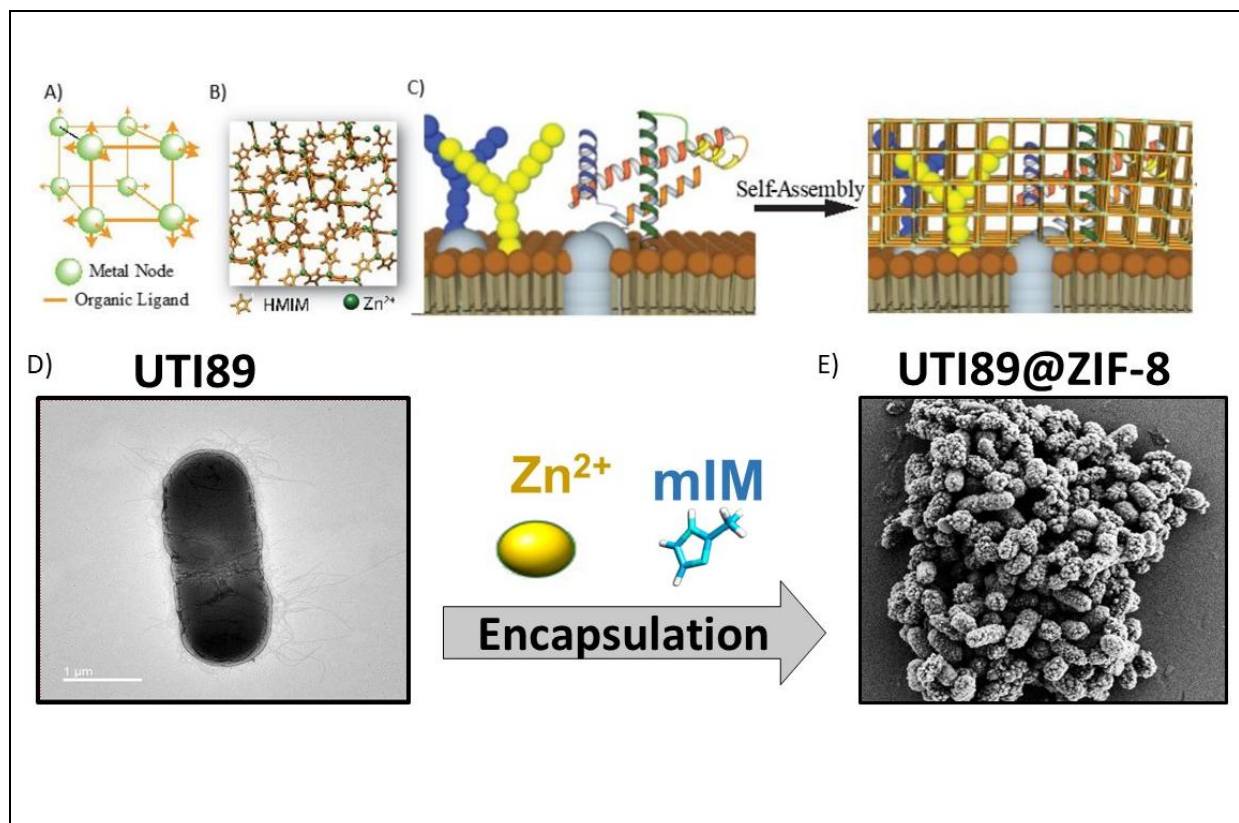 A)
B)
C)
Metal Node
Organic Ligand
HMIM Zn²⁺
Self-Assembly
D)
UTI89
1 µm
Zn²⁺ mIM
Encapsulation
E)
UTI89@ZIF-8